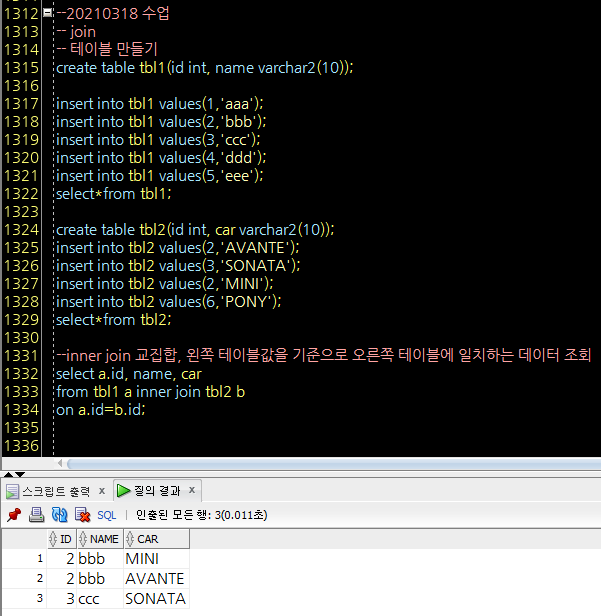 1312 --20210318 수업
1313 -- join
1314 -- 테이블 만들기
1315 create table tbl1(id int, name varchar2(10));
1316
1317 insert into tbl1 values(1,'aaa');
1318 insert into tbl1 values(2,'bbb');
1319 insert into tbl1 values(3,'ccc');
1320 insert into tbl1 values(4,'ddd');
1321 insert into tbl1 values(5,'eee');
1322 select*from tbl1;
1323
1324 create table tbl2(id int, car varchar2(10));
1325 insert into tbl2 values(2,'AVANTE');
1326 insert into tbl2 values(3,'SONATA');
1327 insert into tbl2 values(2,'MINI');
1328 insert into tbl2 values(6,'PONY');
1329 select*from tbl2;
1330
1331 --inner join 교집합, 왼쪽 테이블값을 기준으로 오른쪽 테이블에 일치하는 데이터 조회
1332 select a.id, name, car
1333 from tbl1 a inner join tbl2 b
1334 on a.id=b.id;
1335
1336
스크립트 출력 x 질의 결과 x
SQL | 인출된 모든 행: 3(0.011초)
ID NAME CAR
1 2 bbb MINI
2 2 bbb AVANTE
3 3 ccc SONATA